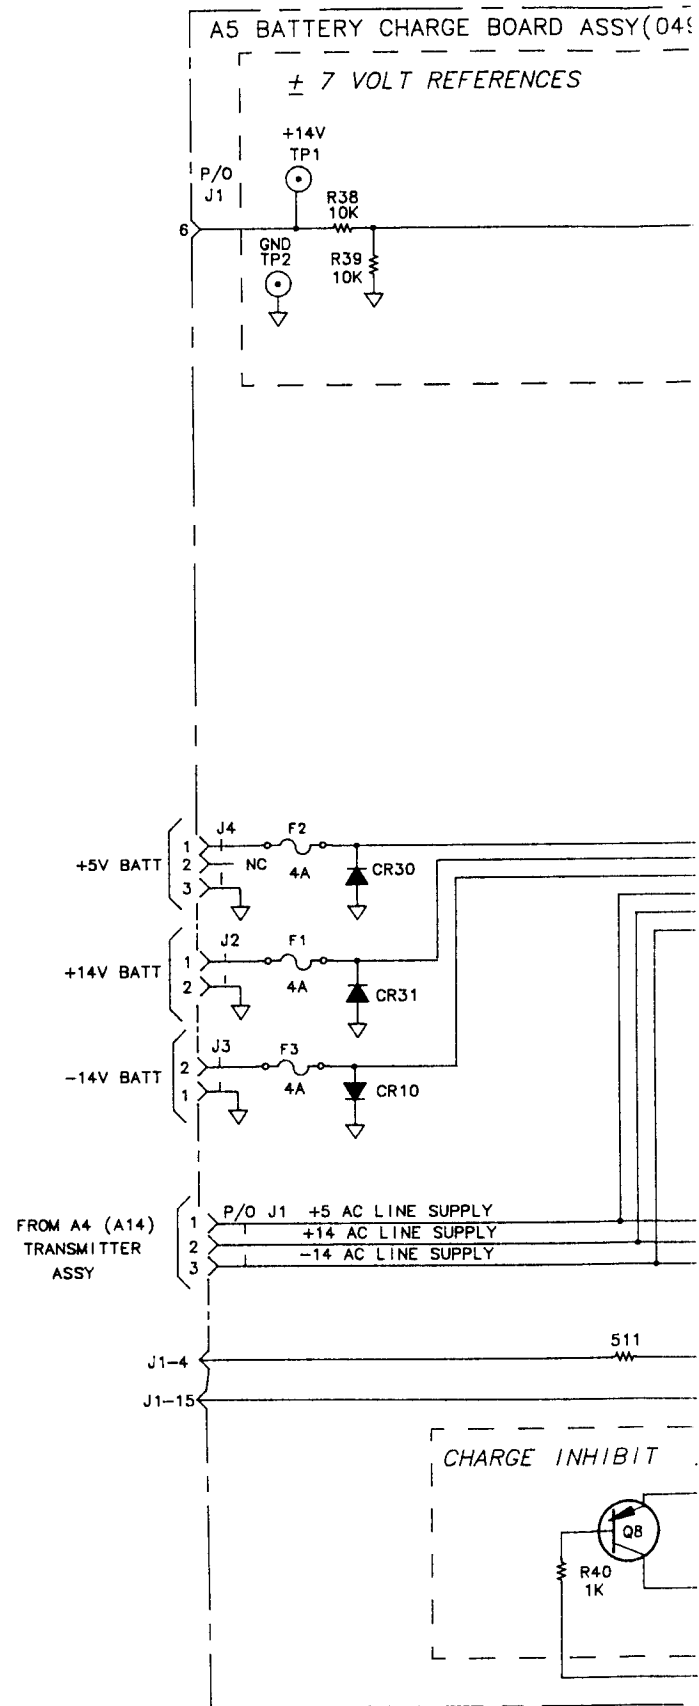 A5 BATTERY CHARGE BOARD ASSY(049
± 7 VOLT REFERENCES
+14V
TP1
P/O
J1
R38
10K
6
GND
TP2
R39
10K
J4
F2
1
+5V BATT
2
NC
4A
CR30
3
J2
F1
1
+14V BATT
2
4A
CR31
J3
F3
2
-14V BATT
1
4A
CR10
P/O J1
+5 AC LINE SUPPLY
1
FROM A4 (A14)
TRANSMITTER
ASSY
+14 AC LINE SUPPLY
2
-14 AC LINE SUPPLY
3
511
J1-4
J1-15
CHARGE INHIBIT
Q8
R40
1K